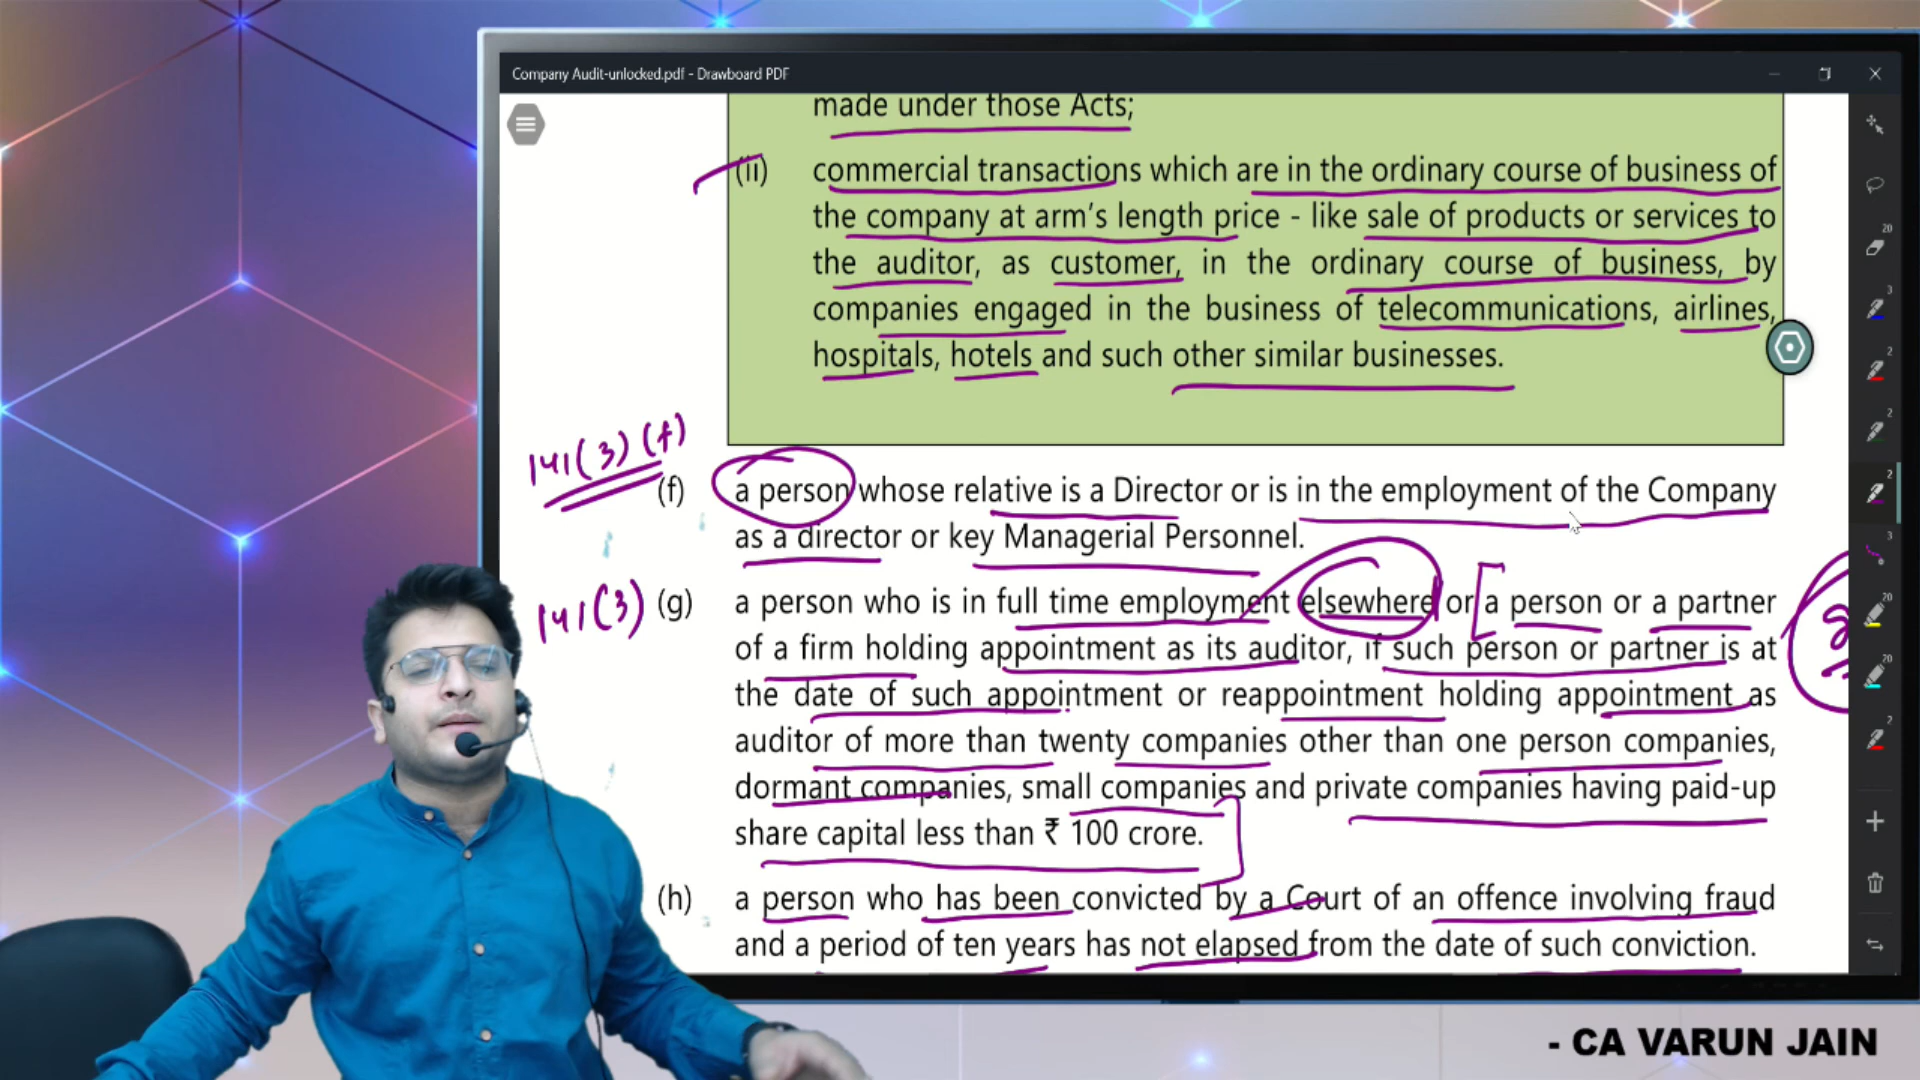 Company Audit-unlocked.pdf - Drawboard PDF
made under those Acts;
(ii) commercial transactions which are in the ordinary course of business of
the company at arm's length price - like sale of products or services to
the auditor, as customer, in the ordinary course of business, by
companies engaged in the business of telecommunications, airlines,
hospitals, hotels and such other similar businesses.
141(3)(f)
(f) a person whose relative is a Director or is in the employment of the Company
as a director or key Managerial Personnel.
141(3) (g) a person who is in full time employment elsewhere or a person or a partner
of a firm holding appointment as its auditor, if such person or partner is at
the date of such appointment or reappointment holding appointment as
auditor of more than twenty companies other than one person companies,
dormant companies, small companies and private companies having paid-up
share capital less than ₹ 100 crore.
(h) a person who has been convicted by a Court of an offence involving fraud
and a period of ten years has not elapsed from the date of such conviction.
20
3
2
2
2
3
20
20
2
- CA VARUN JAIN